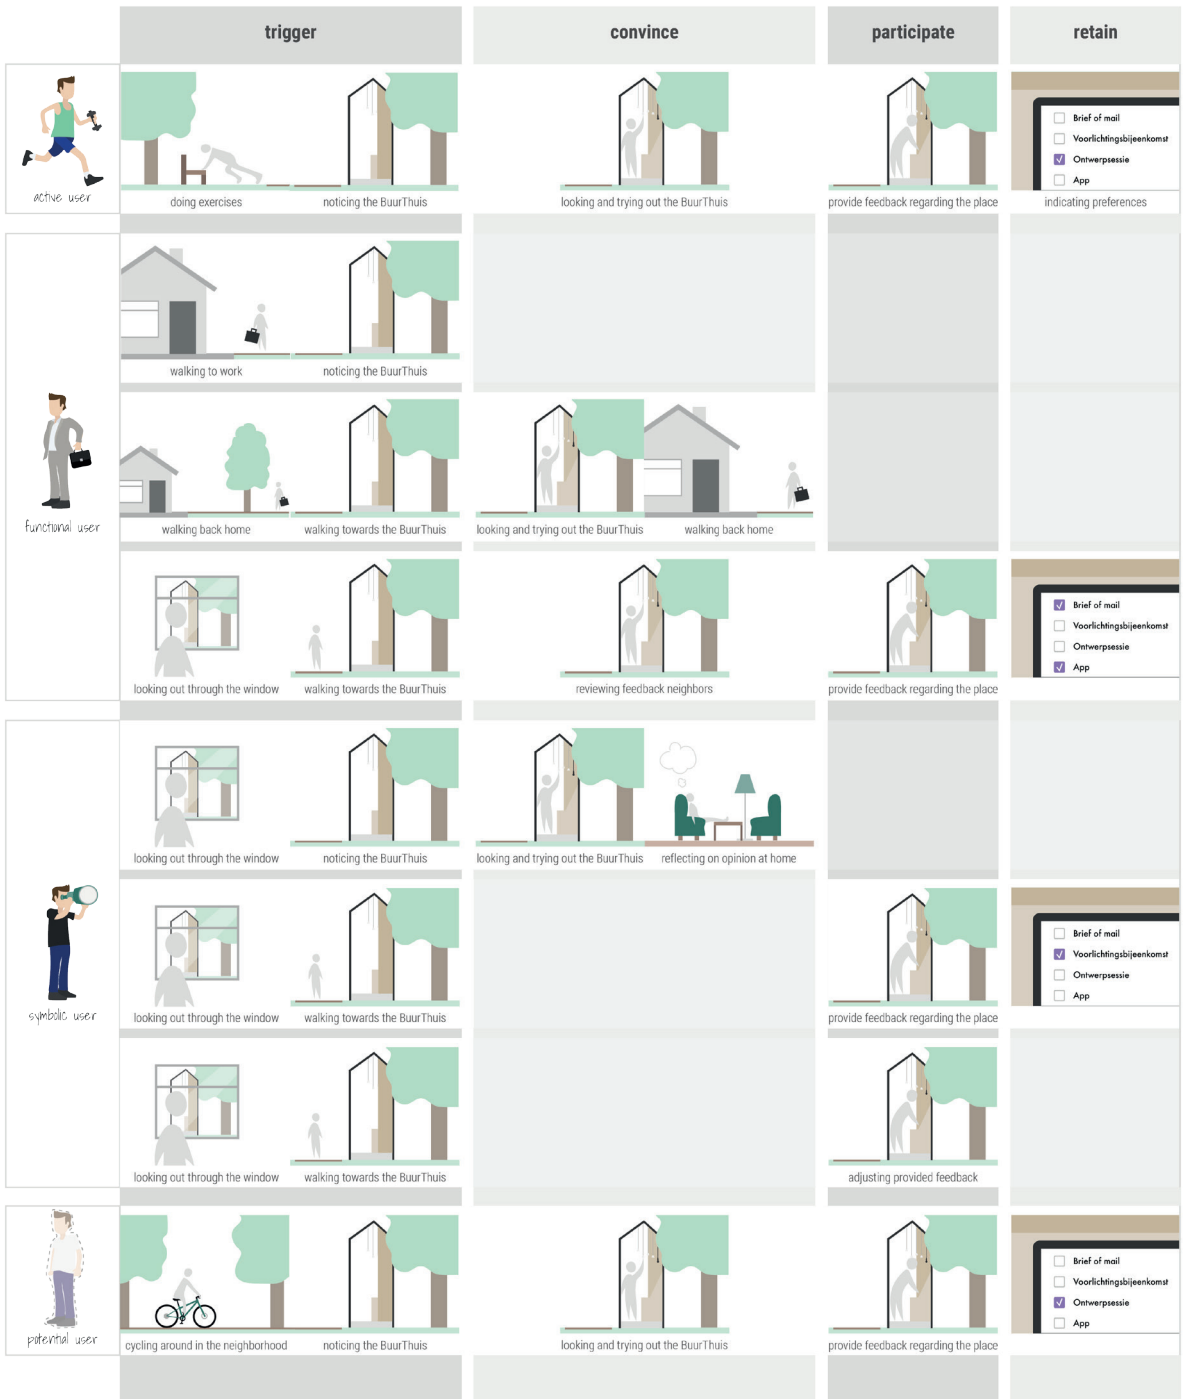 trigger
convince
participate
retain
active user
doing exercises
noticing the BuurThuis
looking and trying out the BuurThuis
provide feedback regarding the place
Brief of mail
Voorlichtingsbijeenkomst
Ontwerpsessie
App
indicating preferences
functional user
walking to work
noticing the BuurThuis
walking back home
walking towards the BuurThuis
looking and trying out the BuurThuis
walking back home
looking out through the window
walking towards the BuurThuis
reviewing feedback neighbors
provide feedback regarding the place
Brief of mail
Voorlichtingsbijeenkomst
Ontwerpsessie
App
symbolic user
looking out through the window
noticing the BuurThuis
looking and trying out the BuurThuis
reflecting on opinion at home
looking out through the window
walking towards the BuurThuis
provide feedback regarding the place
Brief of mail
Voorlichtingsbijeenkomst
Ontwerpsessie
App
looking out through the window
walking towards the BuurThuis
adjusting provided feedback
potential user
cycling around in the neighborhood
noticing the BuurThuis
looking and trying out the BuurThuis
provide feedback regarding the place
Brief of mail
Voorlichtingsbijeenkomst
Ontwerpsessie
App